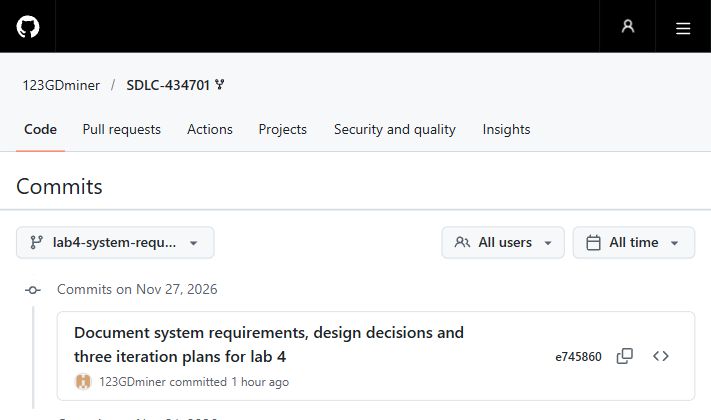 123GDminer / SDLC-434701
Code Pull requests Actions Projects Security and quality Insights
Commits
lab4-system-requ... All users All time
Commits on Nov 27, 2026
Document system requirements, design decisions and
three iteration plans for lab 4
e745860
123GDminer committed 1 hour ago